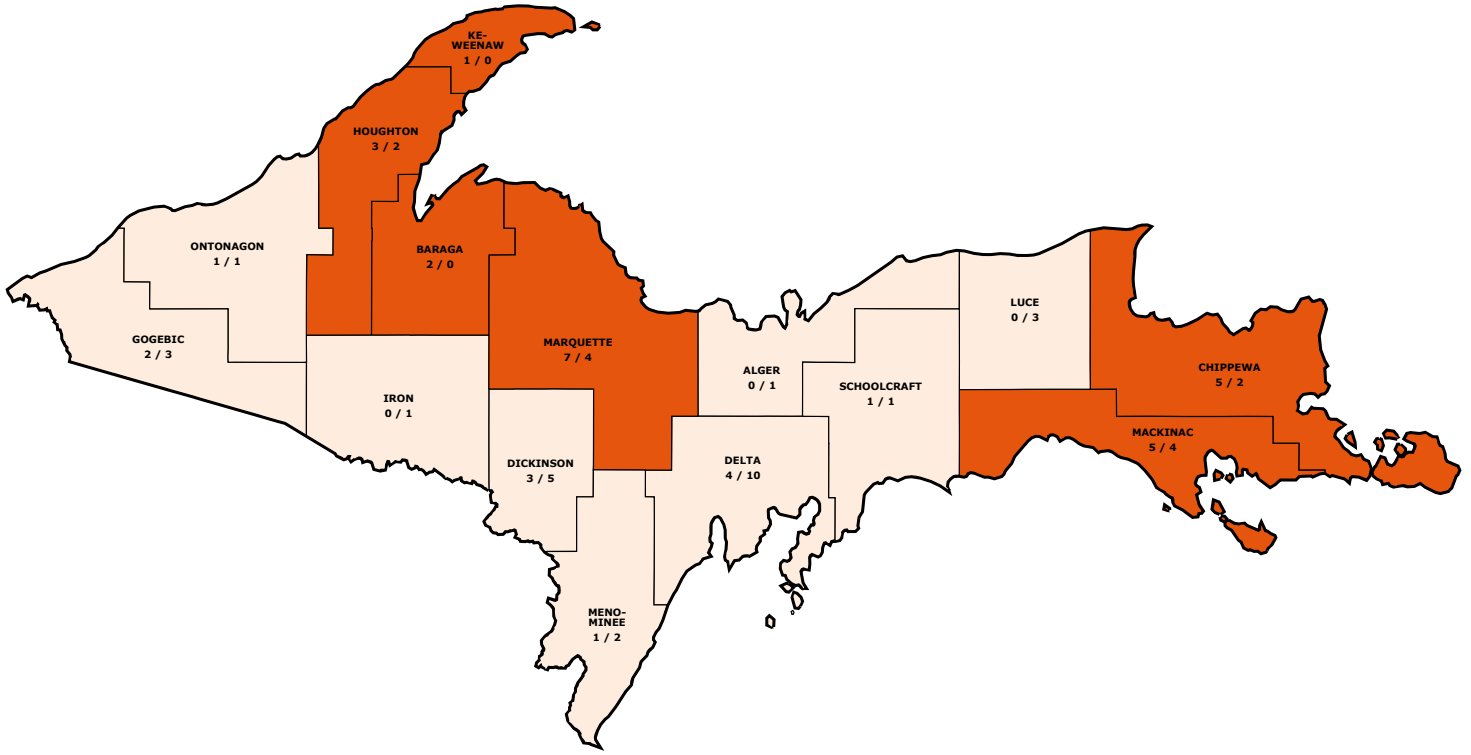 KE-
WEENAW
1 / 0
HOUGHTON
3 / 2
ONTONAGON
1 / 1
BARAGA
2 / 0
GOGEBIC
2 / 3
MARQUETTE
7 / 4
LUCE
0 / 3
ALGER
0 / 1
CHIPPEWA
5 / 2
SCHOOLCRAFT
1 / 1
IRON
0 / 1
MACKINAC
5 / 4
DICKINSON
3 / 5
DELTA
4 / 10
MENO-
MINEE
1 / 2